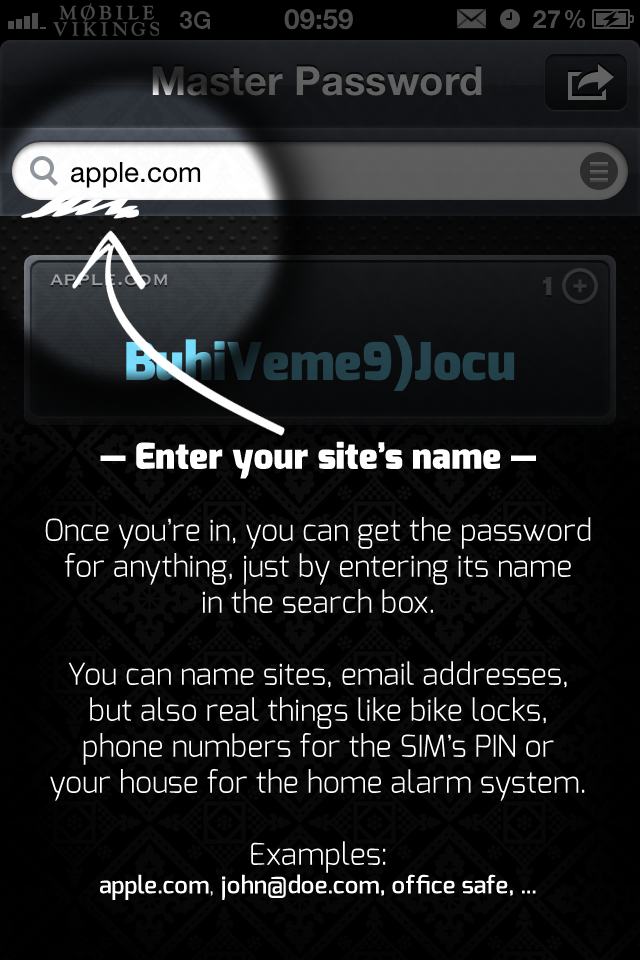 MØBILE VIKINGS 3G 09:59 27%
Master Password
apple.com
APPLE.COM 1
BuhiVeme9)Jocu
— Enter your site's name —
Once you're in, you can get the password
for anything, just by entering its name
in the search box.
You can name sites, email addresses,
but also real things like bike locks,
phone numbers for the SIM's PIN or
your house for the home alarm system.
Examples:
apple.com, john@doe.com, office safe, ...